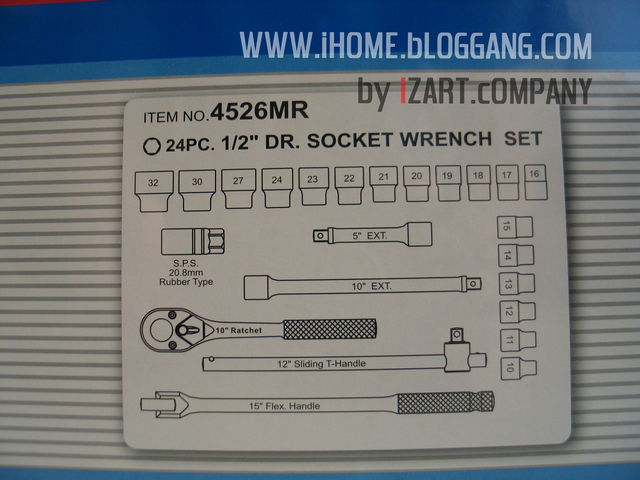 WWW.iHOME.bLOGGANG.COM
by iZART.COMPANY
ITEM NO.4526MR
24PC. 1/2" DR. SOCKET WRENCH SET
32 30 27 24 23 22 21 20 19 18 17 16
15
5" EXT.
14
S.P.S.
20.8mm
Rubber Type
13
10" EXT.
12
10" Ratchet
11
12" Sliding T-Handle
10
15" Flex. Handle